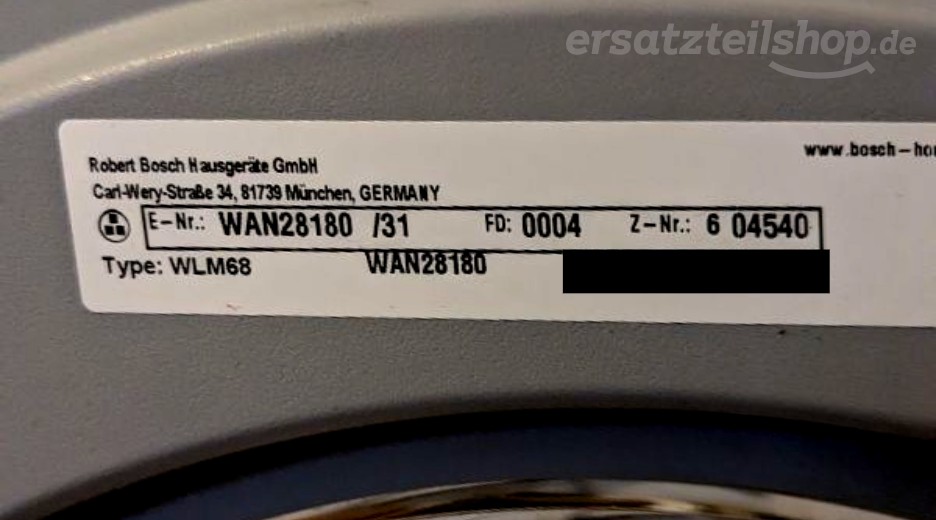 ersatzteilshop.de
www.bosch-ho
Robert Bosch Hausgeräte GmbH
Carl-Wery-Straße 34, 81739 München, GERMANY
E-Nr.: WAN28180 /31 FD: 0004 Z-Nr.: 6 04540
Type: WLM68 WAN28180